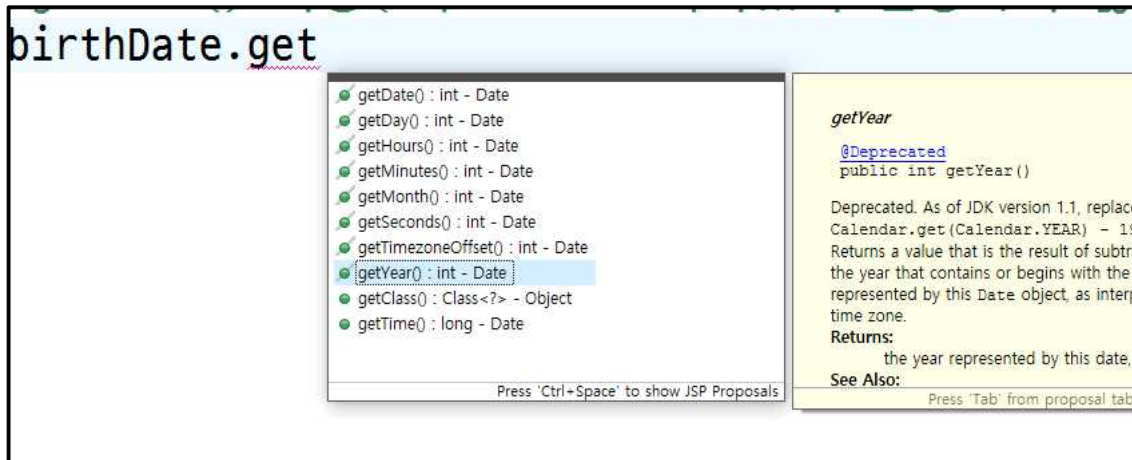 birthDate.get
getDate() : int - Date
getDay() : int - Date
getHours() : int - Date
getMinutes() : int - Date
getMonth() : int - Date
getSeconds() : int - Date
getTimezoneOffset() : int - Date
getYear() : int - Date
getClass() : Class<?> - Object
getTime() : long - Date
Press 'Ctrl+Space' to show JSP Proposals
getYear
@Deprecated
public int getYear()
Deprecated. As of JDK version 1.1, replac
Calendar.get(Calendar.YEAR) - 19
Returns a value that is the result of subtr
the year that contains or begins with the
represented by this Date object, as interp
time zone.
Returns:
the year represented by this date,
See Also:
Press 'Tab' from proposal tab